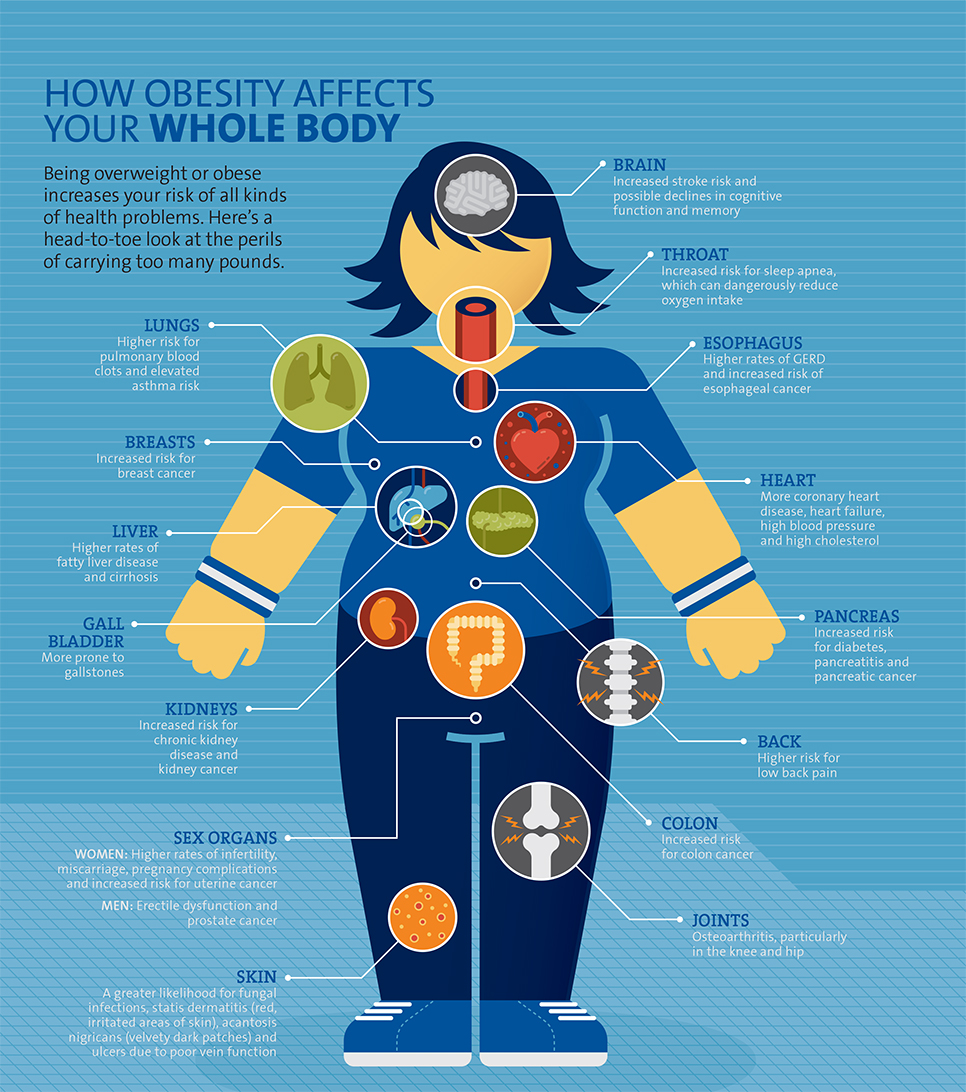 HOW OBESITY AFFECTS
YOUR WHOLE BODY
Being overweight or obese
increases your risk of all kinds
of health problems. Here’s a
head-to-toe look at the perils
of carrying too many pounds.
BRAIN
Increased stroke risk and
possible declines in cognitive
function and memory
THROAT
Increased risk for sleep apnea,
which can dangerously reduce
oxygen intake
LUNGS
Higher risk for
pulmonary blood
clots and elevated
asthma risk
ESOPHAGUS
Higher rates of GERD
and increased risk of
esophageal cancer
BREASTS
Increased risk for
breast cancer
HEART
More coronary heart
disease, heart failure,
high blood pressure
and high cholesterol
LIVER
Higher rates of
fatty liver disease
and cirrhosis
GALL
BLADDER
More prone to
gallstones
PANCREAS
Increased risk
for diabetes,
pancreatitis and
pancreatic cancer
KIDNEYS
Increased risk for
chronic kidney
disease and
kidney cancer
BACK
Higher risk for
low back pain
SEX ORGANS
WOMEN: Higher rates of infertility,
miscarriage, pregnancy complications
and increased risk for uterine cancer
MEN: Erectile dysfunction and
prostate cancer
COLON
Increased risk
for colon cancer
JOINTS
Osteoarthritis, particularly
in the knee and hip
SKIN
A greater likelihood for fungal
infections, statis dermatitis (red,
irritated areas of skin), acantosis
nigricans (velvety dark patches) and
ulcers due to poor vein function